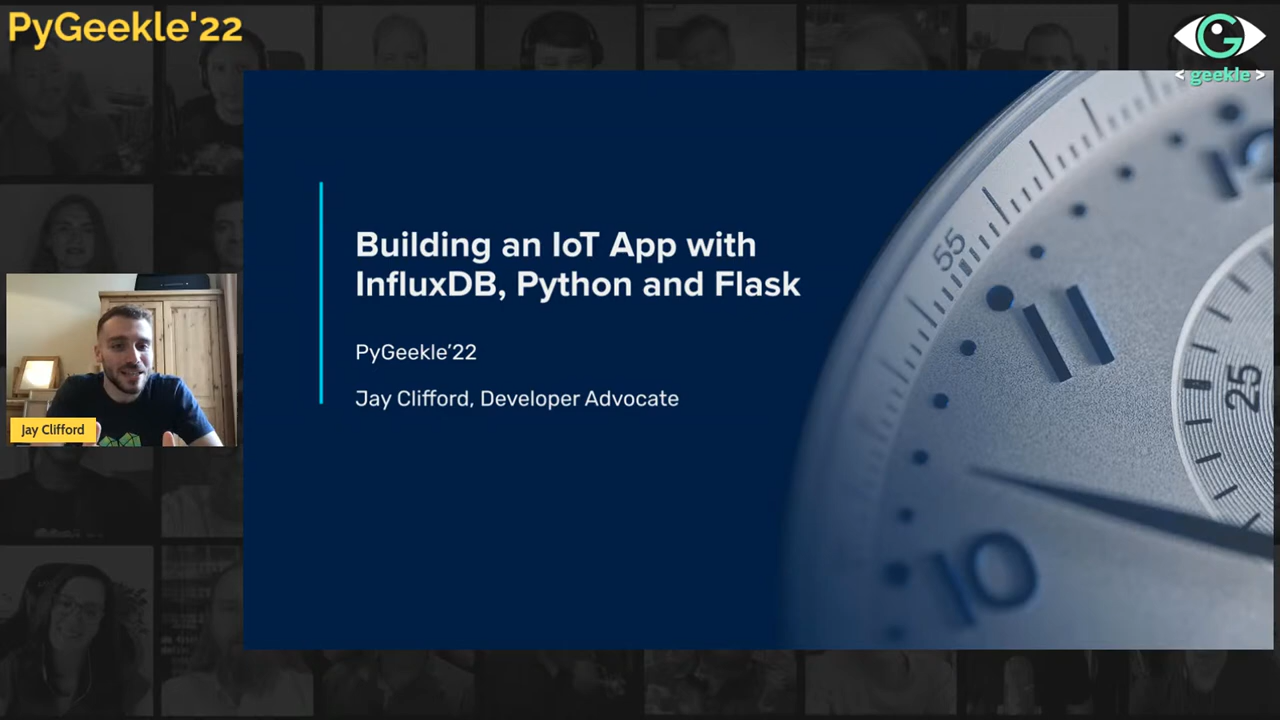 PyGeekle'22
G
< geekle >
Building an IoT App with
InfluxDB, Python and Flask
PyGeekle’22
Jay Clifford, Developer Advocate
Jay Clifford
55
11
25
10